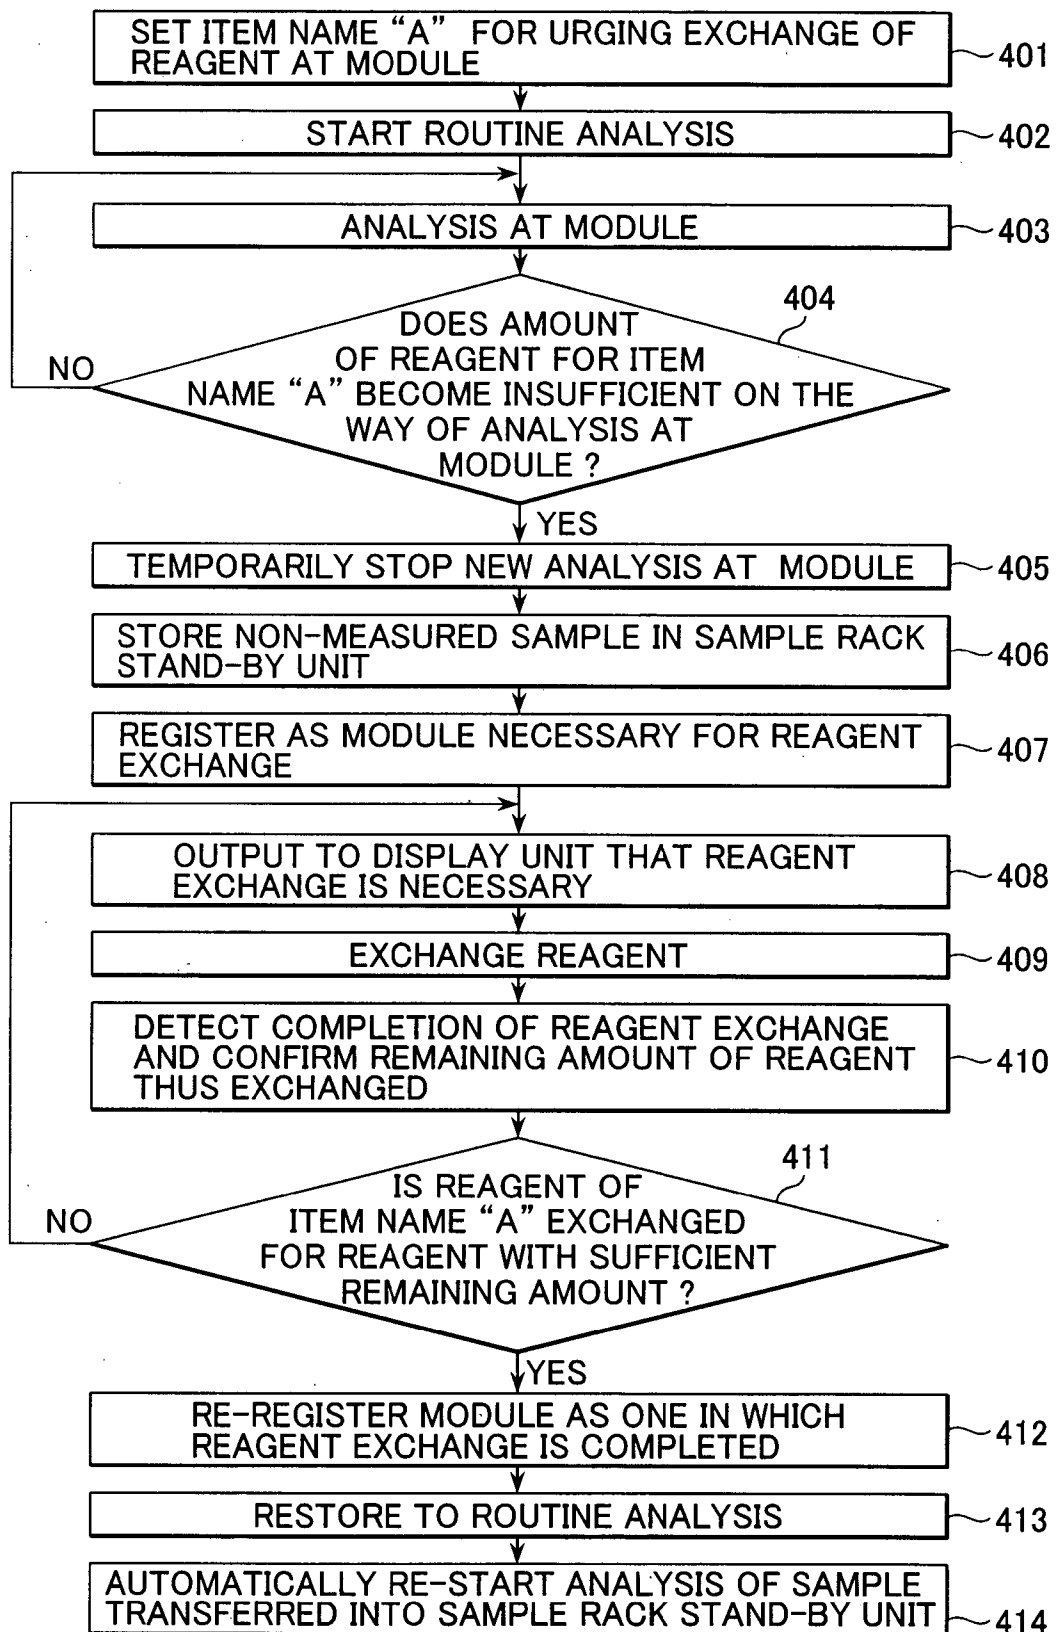 SET ITEM NAME “A” FOR URGING EXCHANGE OF
REAGENT AT MODULE
401
START ROUTINE ANALYSIS
402
ANALYSIS AT MODULE
403
404
DOES AMOUNT
OF REAGENT FOR ITEM
NAME “A” BECOME INSUFFICIENT ON THE
WAY OF ANALYSIS AT
MODULE ?
NO
YES
TEMPORARILY STOP NEW ANALYSIS AT MODULE
405
STORE NON-MEASURED SAMPLE IN SAMPLE RACK
STAND-BY UNIT
406
REGISTER AS MODULE NECESSARY FOR REAGENT
EXCHANGE
407
OUTPUT TO DISPLAY UNIT THAT REAGENT
EXCHANGE IS NECESSARY
408
EXCHANGE REAGENT
409
DETECT COMPLETION OF REAGENT EXCHANGE
AND CONFIRM REMAINING AMOUNT OF REAGENT
THUS EXCHANGED
410
411
IS REAGENT OF
ITEM NAME “A” EXCHANGED
FOR REAGENT WITH SUFFICIENT
REMAINING AMOUNT ?
NO
YES
RE-REGISTER MODULE AS ONE IN WHICH
REAGENT EXCHANGE IS COMPLETED
412
RESTORE TO ROUTINE ANALYSIS
413
AUTOMATICALLY RE-START ANALYSIS OF SAMPLE
TRANSFERRED INTO SAMPLE RACK STAND-BY UNIT
414